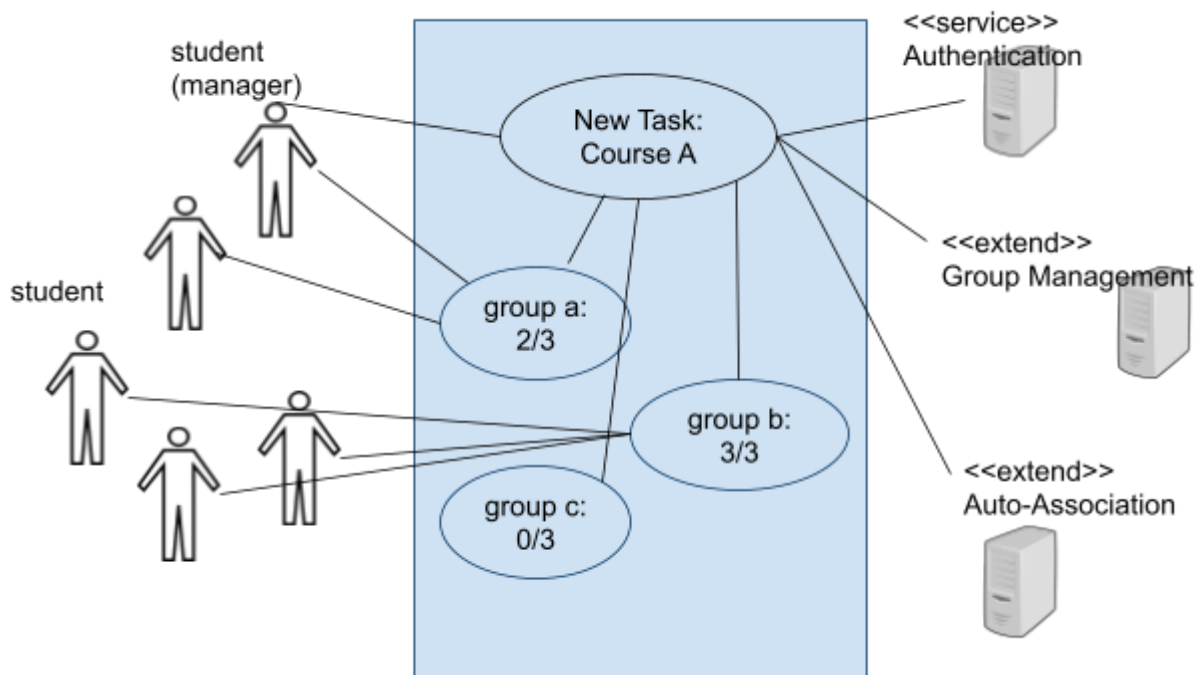 student
(manager)
student
New Task:
Course A
group a:
2/3
group b:
3/3
group c:
0/3
<<service>>
Authentication
<<extend>>
Group Management
<<extend>>
Auto-Association